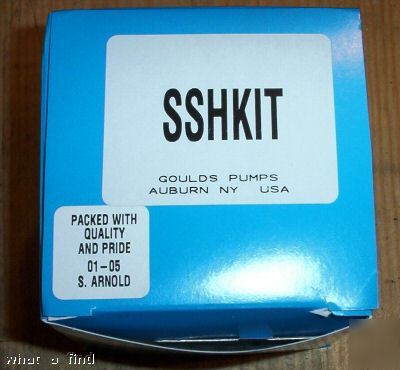 SSHKIT
GOULDS PUMPS
AUBURN NY USA
PACKED WITH
QUALITY
AND PRIDE
01-05
S. ARNOLD
what a find